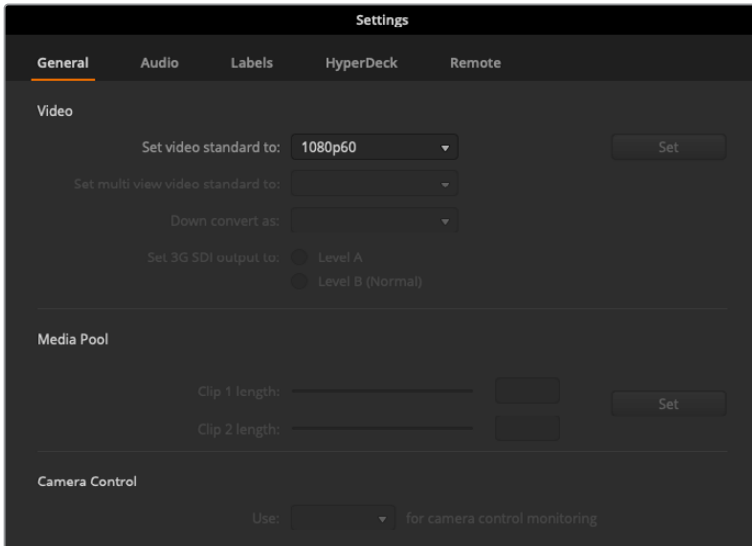 Settings
General Audio Labels HyperDeck Remote
Video
Set video standard to: 1080p60 Set
Set multi view video standard to:
Down convert as:
Set 3G SDI output to: Level A
Level B (Normal)
Media Pool
Clip 1 length:
Set
Clip 2 length:
Camera Control
Use: for camera control monitoring